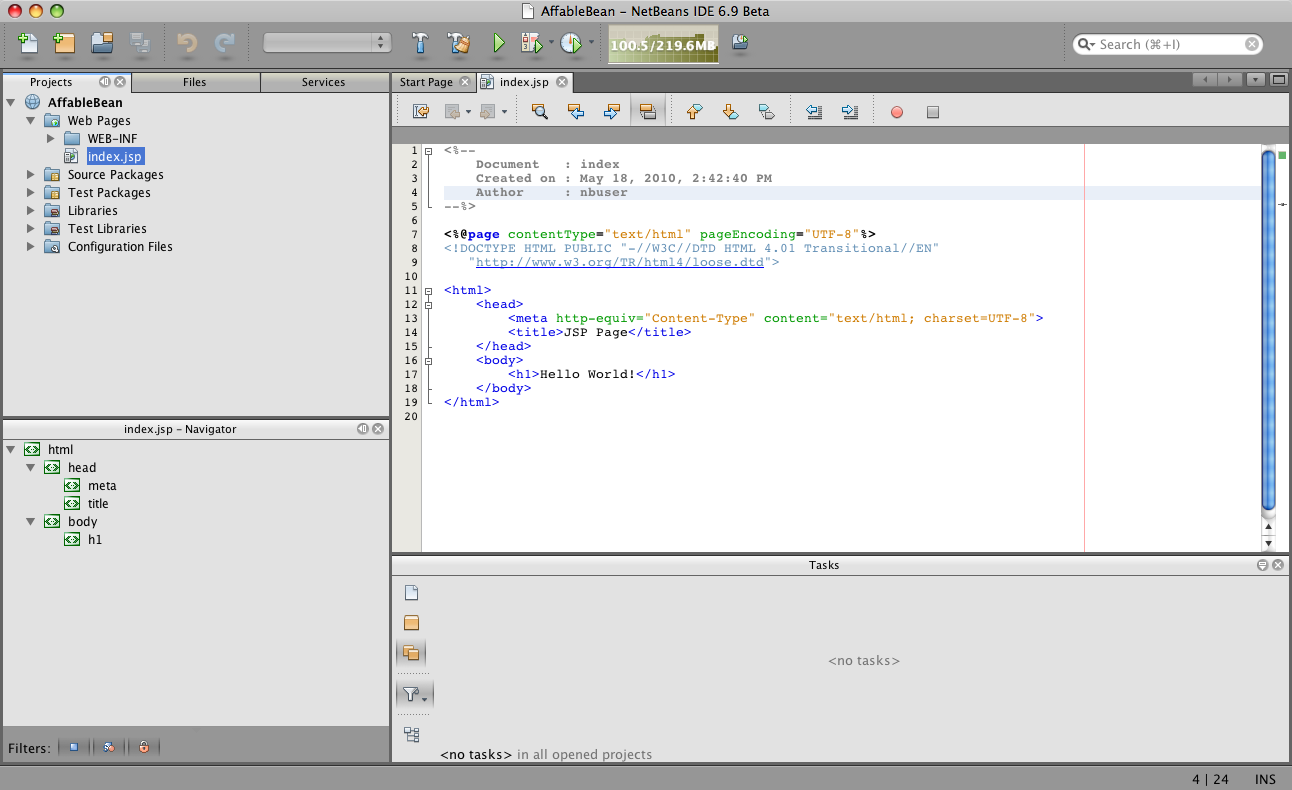 AffableBean – NetBeans IDE 6.9 Beta
100.5/219.6MB
Search (⌘+I)
Projects
Files
Services
AffableBean
Web Pages
WEB-INF
index.jsp
Source Packages
Test Packages
Libraries
Test Libraries
Configuration Files
index.jsp – Navigator
html
head
meta
title
body
h1
Filters:
Start Page
index.jsp
1 <%--
2     Document   : index
3     Created on : May 18, 2010, 2:42:40 PM
4     Author     : nbuser
5 --%>
6
7 <%@page contentType="text/html" pageEncoding="UTF-8"%>
8 <!DOCTYPE HTML PUBLIC "-//W3C//DTD HTML 4.01 Transitional//EN"
9    "http://www.w3.org/TR/html4/loose.dtd">
10
11 <html>
12     <head>
13         <meta http-equiv="Content-Type" content="text/html; charset=UTF-8">
14         <title>JSP Page</title>
15     </head>
16     <body>
17         <h1>Hello World!</h1>
18     </body>
19 </html>
20
Tasks
<no tasks>
<no tasks> in all opened projects
4 | 24 INS